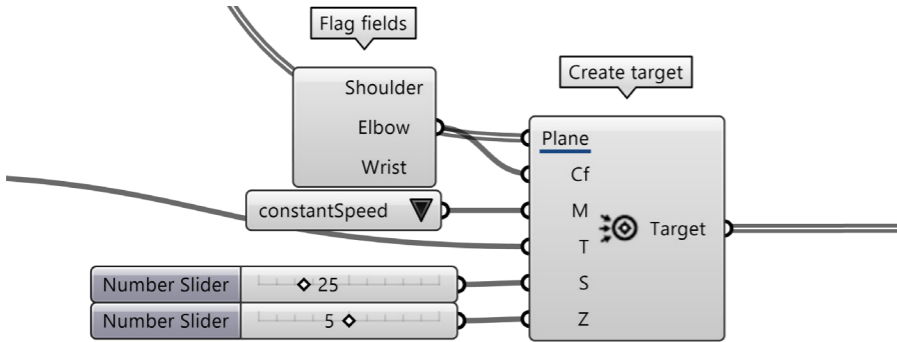 Flag fields
Shoulder
Elbow
Wrist
Create target
Plane
Cf
constantSpeed
M
T
Target
Number Slider
25
S
Number Slider
5
Z